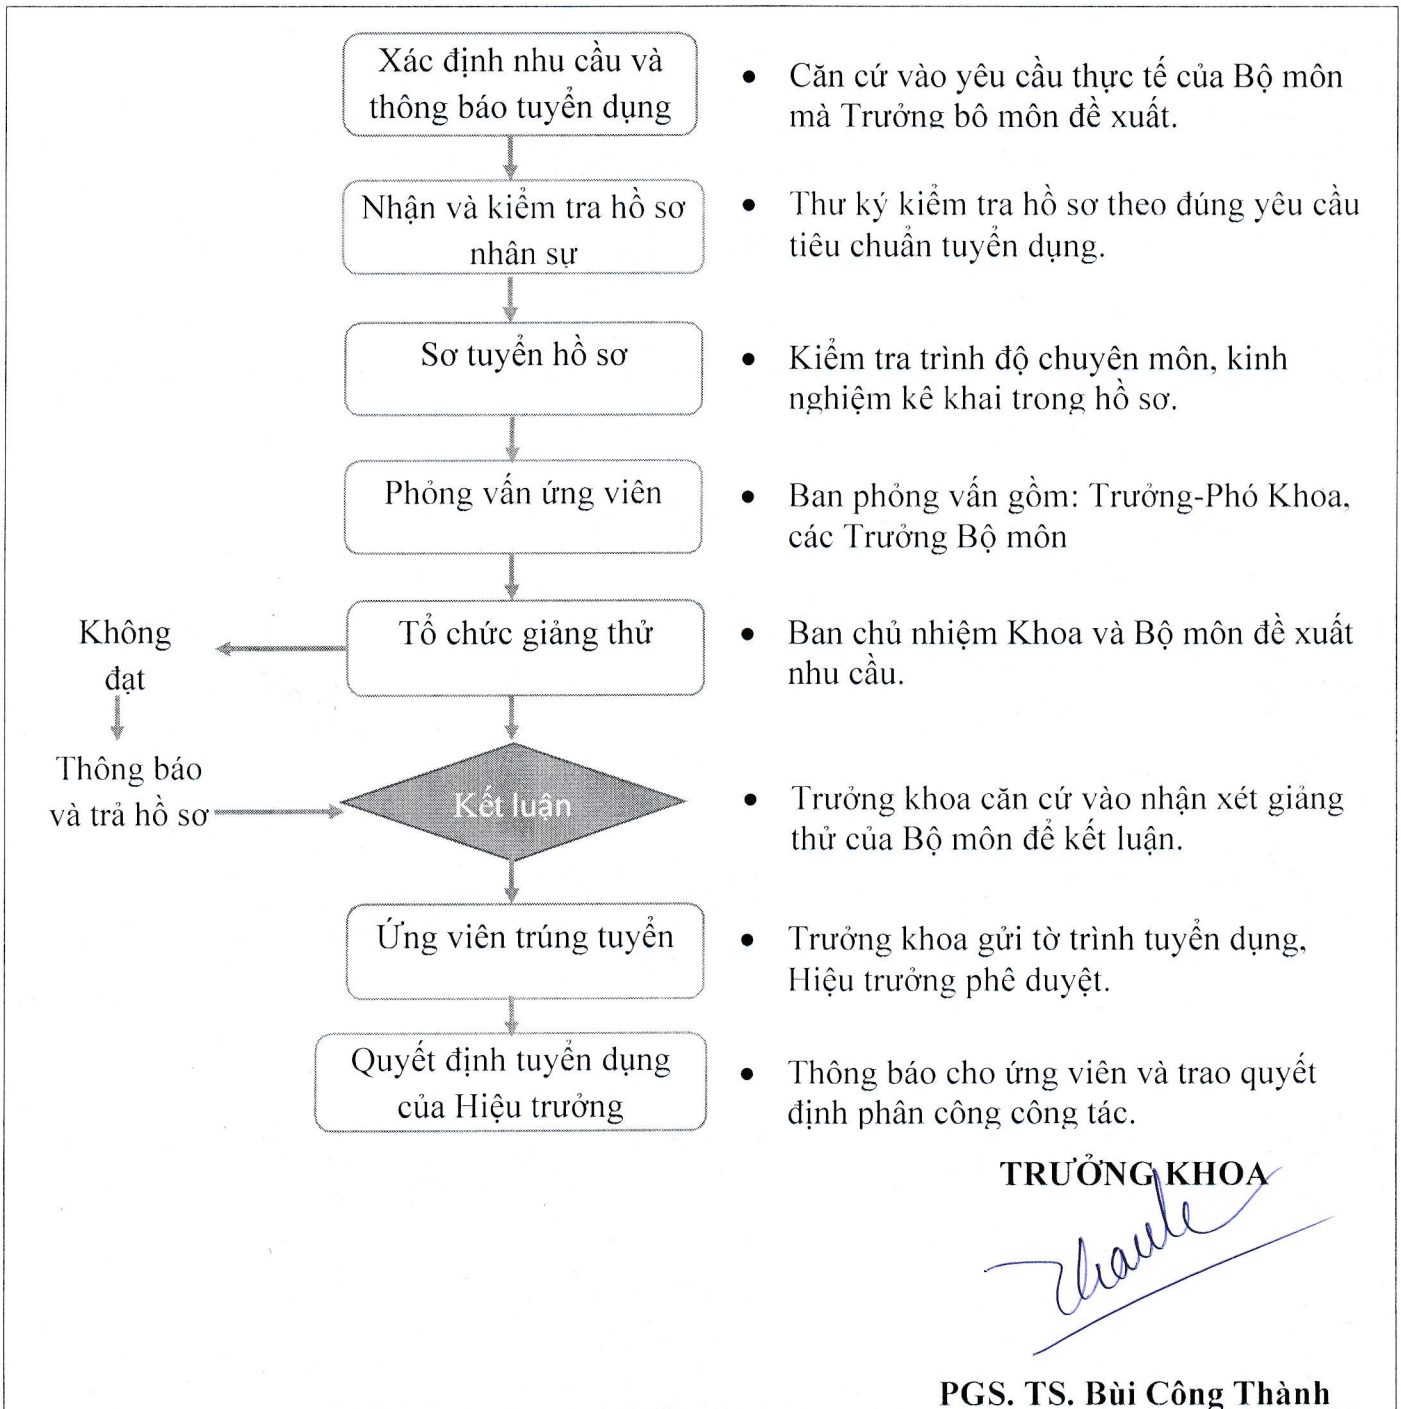 Xác định nhu cầu và
thông báo tuyển dụng
• Căn cứ vào yêu cầu thực tế của Bộ môn
mà Trưởng bô môn đề xuất.
Nhận và kiểm tra hồ sơ
nhân sự
• Thư ký kiểm tra hồ sơ theo đúng yêu cầu
tiêu chuẩn tuyển dụng.
Sơ tuyển hồ sơ
• Kiểm tra trình độ chuyên môn, kinh
nghiệm kê khai trong hồ sơ.
Phỏng vấn ứng viên
• Ban phỏng vấn gồm: Trưởng-Phó Khoa,
các Trưởng Bộ môn
Không
đạt
Tổ chức giảng thử
• Ban chủ nhiệm Khoa và Bộ môn đề xuất
nhu cầu.
Thông báo
và trả hồ sơ
Kết luận
• Trưởng khoa căn cứ vào nhận xét giảng
thử của Bộ môn để kết luận.
Ứng viên trúng tuyển
• Trưởng khoa gửi tờ trình tuyển dụng,
Hiệu trưởng phê duyệt.
Quyết định tuyển dụng
của Hiệu trưởng
• Thông báo cho ứng viên và trao quyết
định phân công công tác.
TRƯỞNG KHOA
PGS. TS. Bùi Công Thành